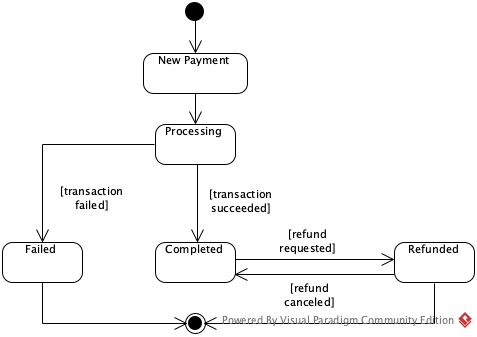 New Payment
Processing
[transaction
failed]
[transaction
succeeded]
[refund
requested]
Failed
Completed
Refunded
[refund
canceled]
Powered By Visual Paradigm Community Edition